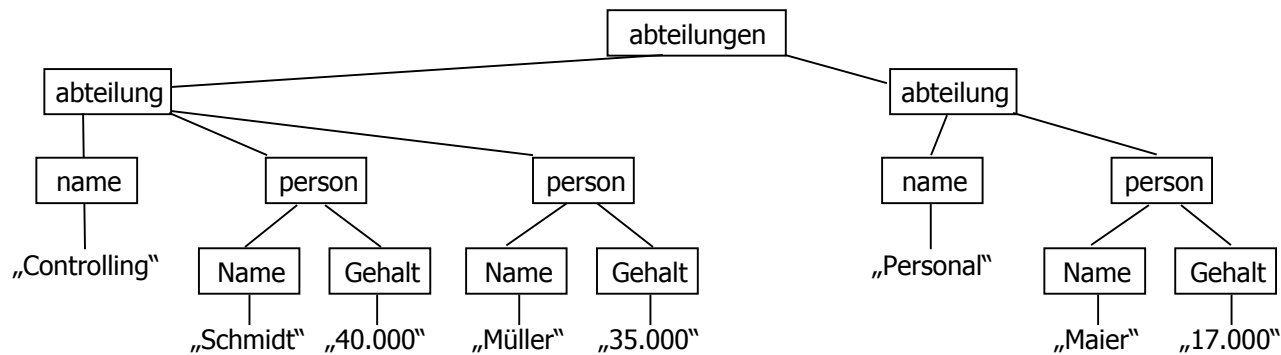 abteilungen
abteilung abteilung
name person person name person
„Controlling“ Name Gehalt Name Gehalt „Personal“ Name Gehalt
„Schmidt“ „40.000“ „Müller“ „35.000“ „Maier“ „17.000“